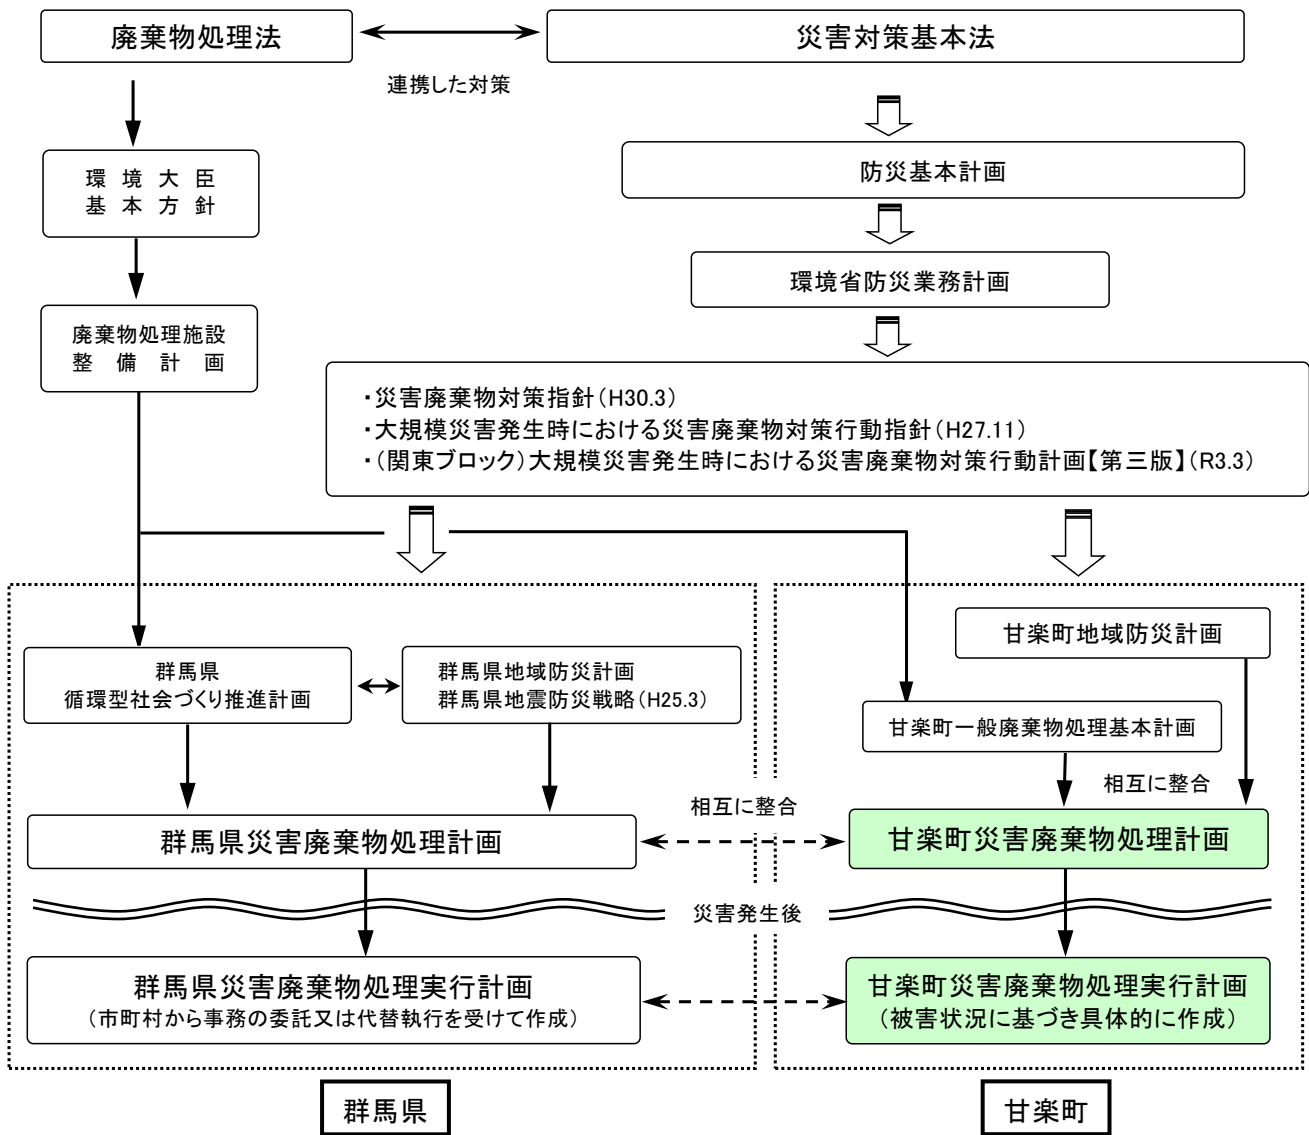 廃棄物処理法
災害対策基本法
連携した対策
環境大臣
基本方針
防災基本計画
環境省防災業務計画
廃棄物処理施設
整備計画
・災害廃棄物対策指針(H30.3)
・大規模災害発生時における災害廃棄物対策行動指針(H27.11)
・(関東ブロック)大規模災害発生時における災害廃棄物対策行動計画【第三版】(R3.3)
甘楽町地域防災計画
群馬県
循環型社会づくり推進計画
群馬県地域防災計画
群馬県地震防災戦略(H25.3)
甘楽町一般廃棄物処理基本計画
相互に整合
相互に整合
群馬県災害廃棄物処理計画
甘楽町災害廃棄物処理計画
災害発生後
群馬県災害廃棄物処理実行計画
(市町村から事務の委託又は代替執行を受けて作成)
甘楽町災害廃棄物処理実行計画
(被害状況に基づき具体的に作成)
群馬県
甘楽町